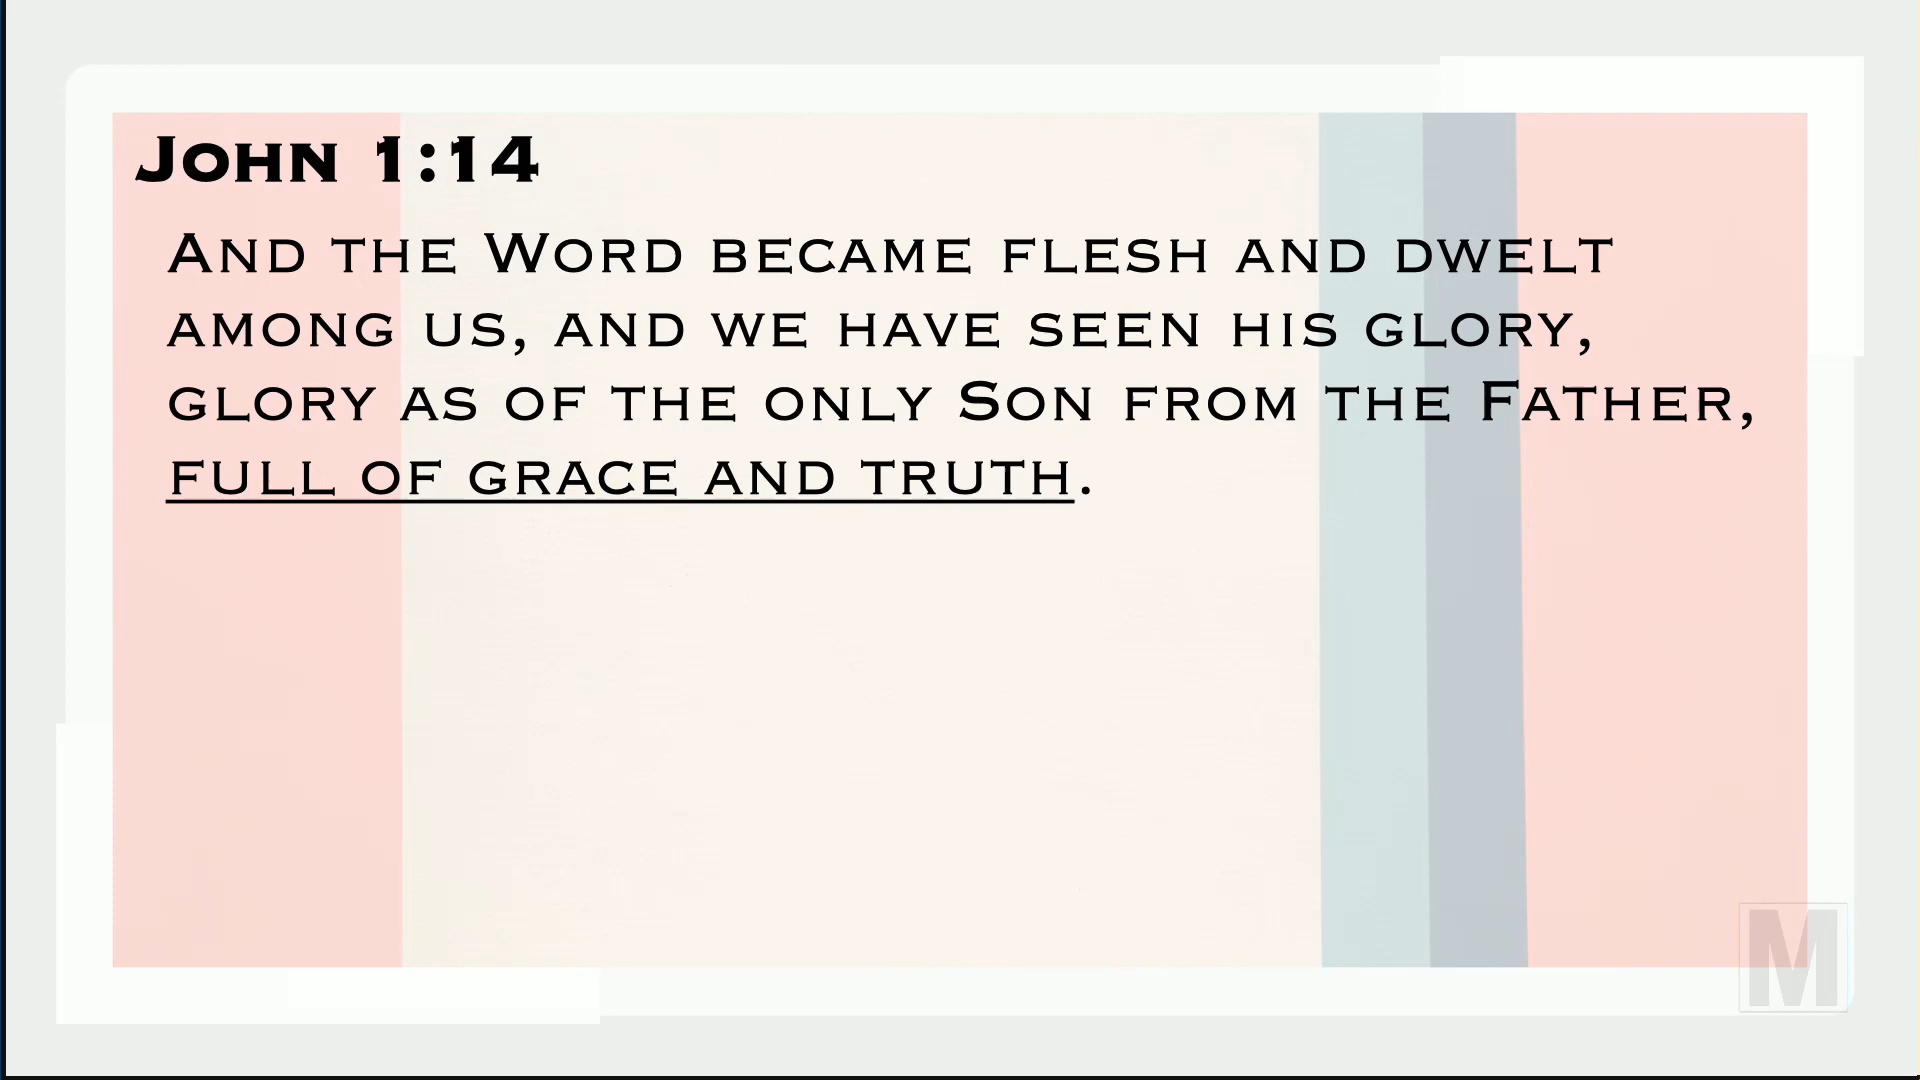 John 1:14
And the Word became flesh and dwelt
among us, and we have seen his glory,
glory as of the only Son from the Father,
full of grace and truth.
M